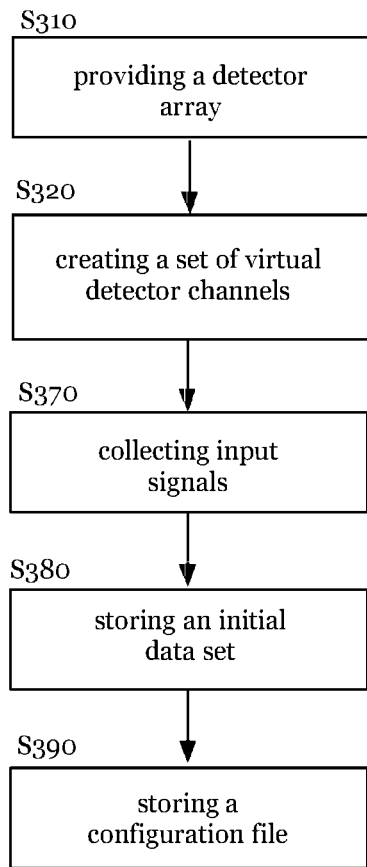 S310
providing a detector
array
S320
creating a set of virtual
detector channels
S370
collecting input
signals
S380
storing an initial
data set
S390
storing a
configuration file